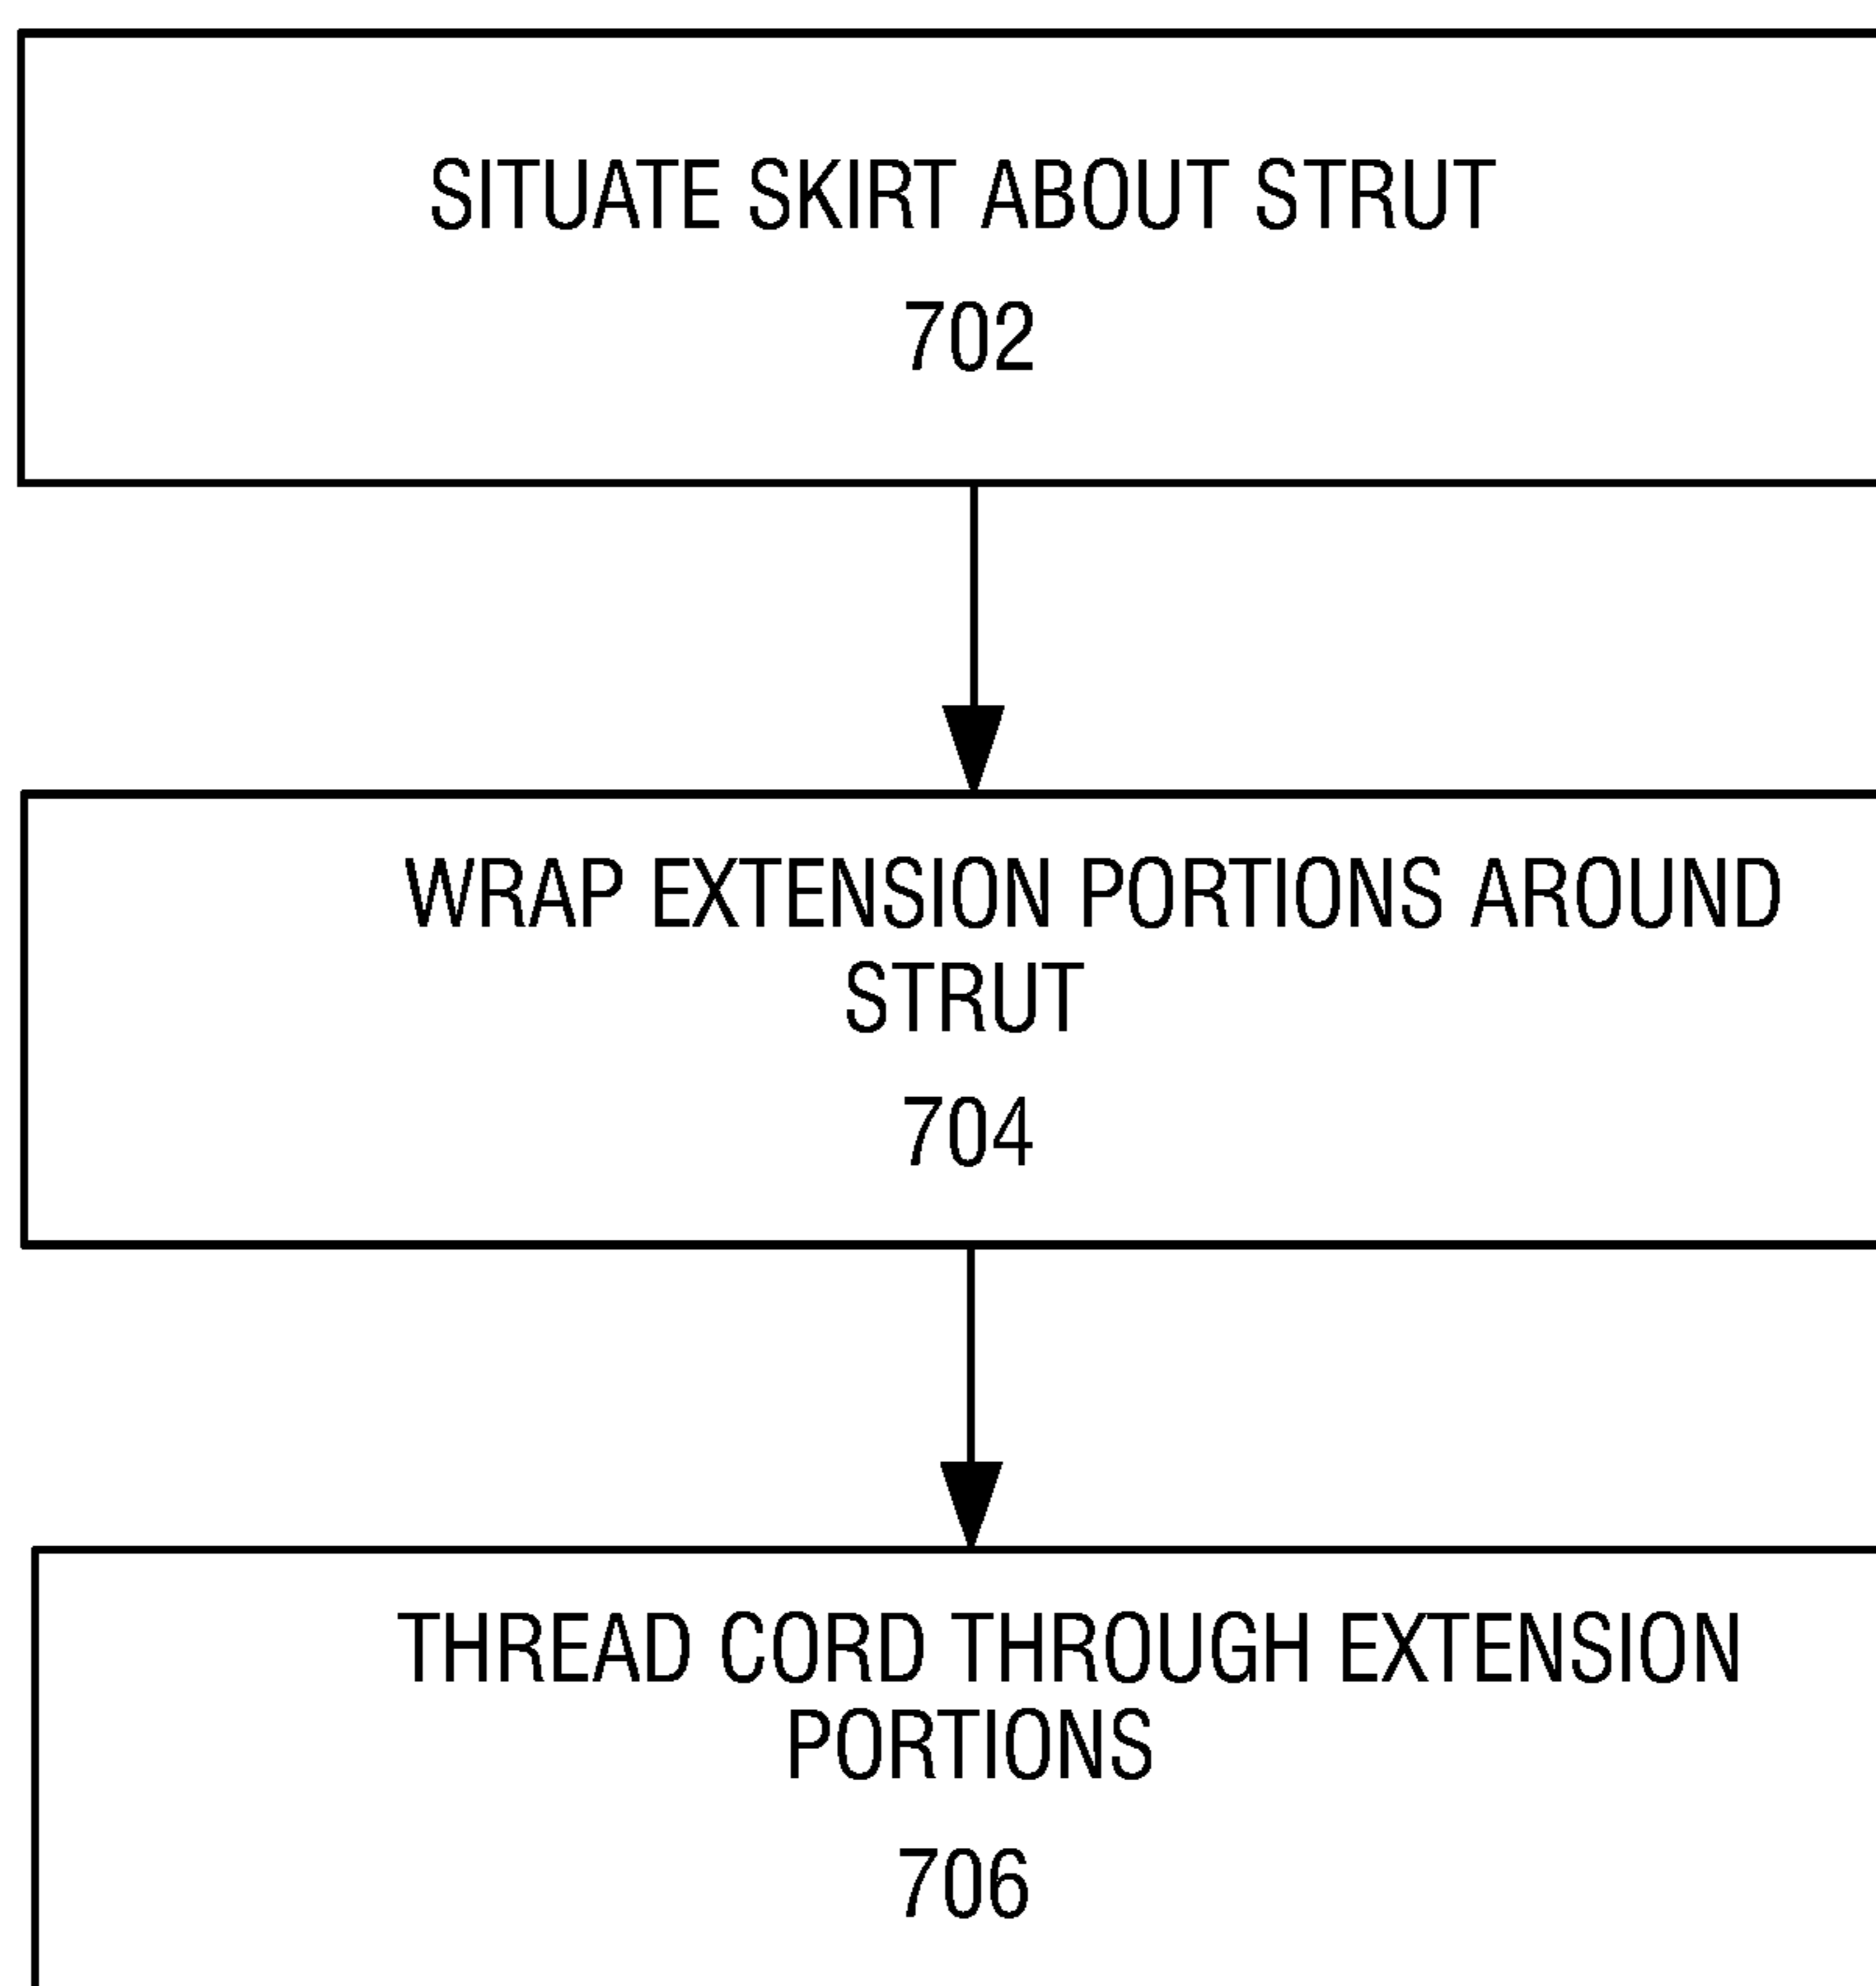 SITUATE SKIRT ABOUT STRUT
702
WRAP EXTENSION PORTIONS AROUND
STRUT
704
THREAD CORD THROUGH EXTENSION
PORTIONS
706